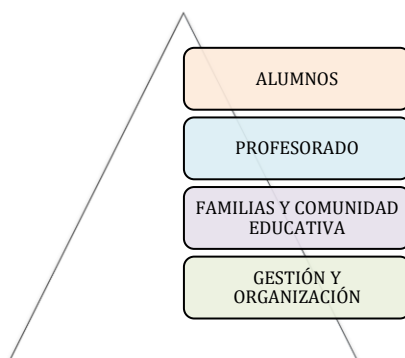 ALUMNOS
PROFESORADO
FAMILIAS Y COMUNIDAD
EDUCATIVA
GESTIÓN Y
ORGANIZACIÓN